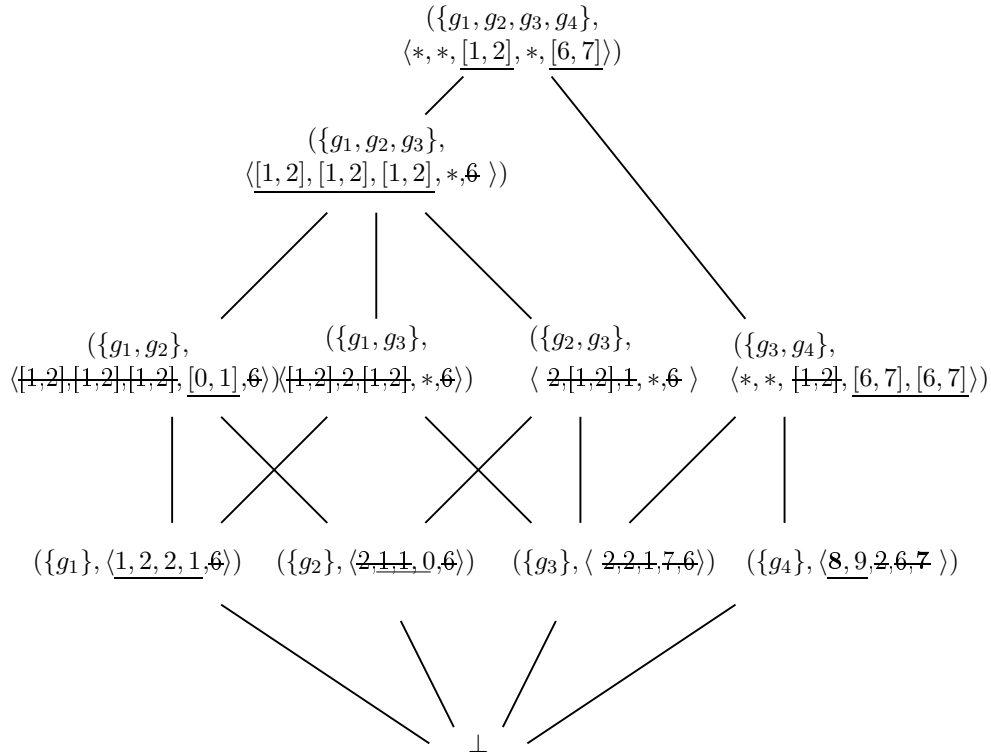 ({g₁, g₂, g₃, g₄},
⟨∗, ∗, [1, 2], ∗, [6, 7]⟩)
({g₁, g₂, g₃},
⟨[1, 2], [1, 2], [1, 2], ∗,6 ⟩)
({g₁, g₂},
⟨[1,2],[1,2],[1,2], [0, 1],6⟩)
({g₁, g₃},
⟨[1,2],2,[1,2], ∗,6⟩)
({g₂, g₃},
⟨ 2,[1,2],1, ∗,6 ⟩
({g₃, g₄},
⟨∗, ∗, [1,2], [6, 7], [6, 7]⟩)
({g₁}, ⟨1, 2, 2, 1,6⟩)
({g₂}, ⟨2,1,1, 0,6⟩)
({g₃}, ⟨ 2,2,1,7,6⟩)
({g₄}, ⟨8, 9,2,6,7 ⟩)
⊥